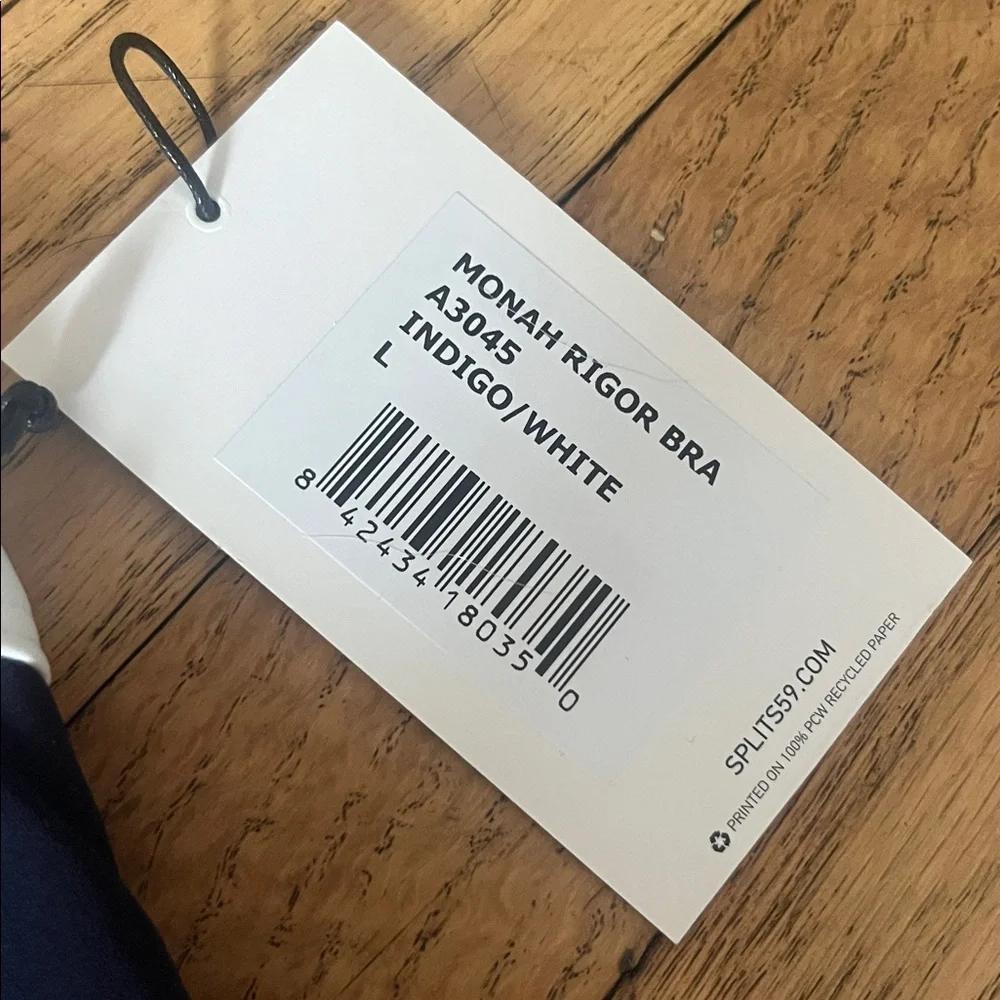 MONAH RIGOR BRA
A3045
INDIGO/WHITE
L
8 42434 18035 0
SPLITS59.COM
PRINTED ON 100% PCW RECYCLED PAPER